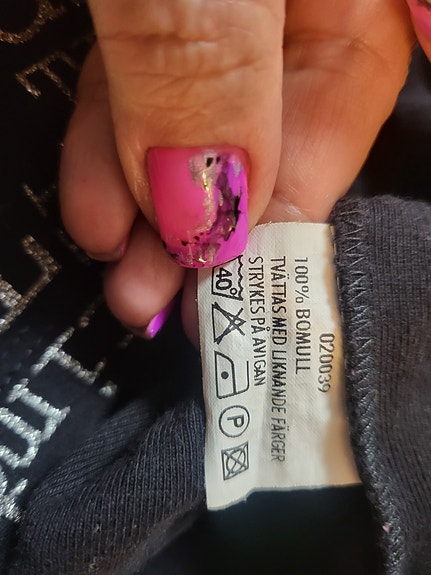 020039
100% BOMULL
TVÄTTAS MED LIKNANDE FÄRGER
STRYKES PÅ AVIGAN
40° P